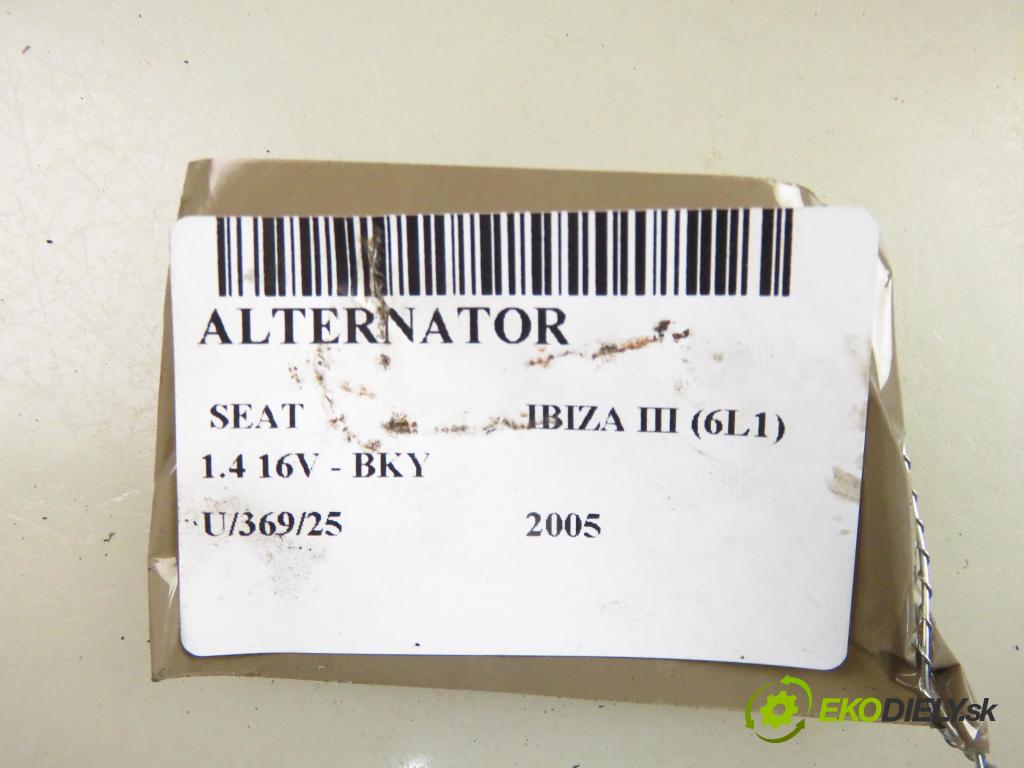 ALTERNATOR
SEAT IBIZA III (6L1)
1.4 16V - BKY
U/369/25 2005
EKODIELY.sk